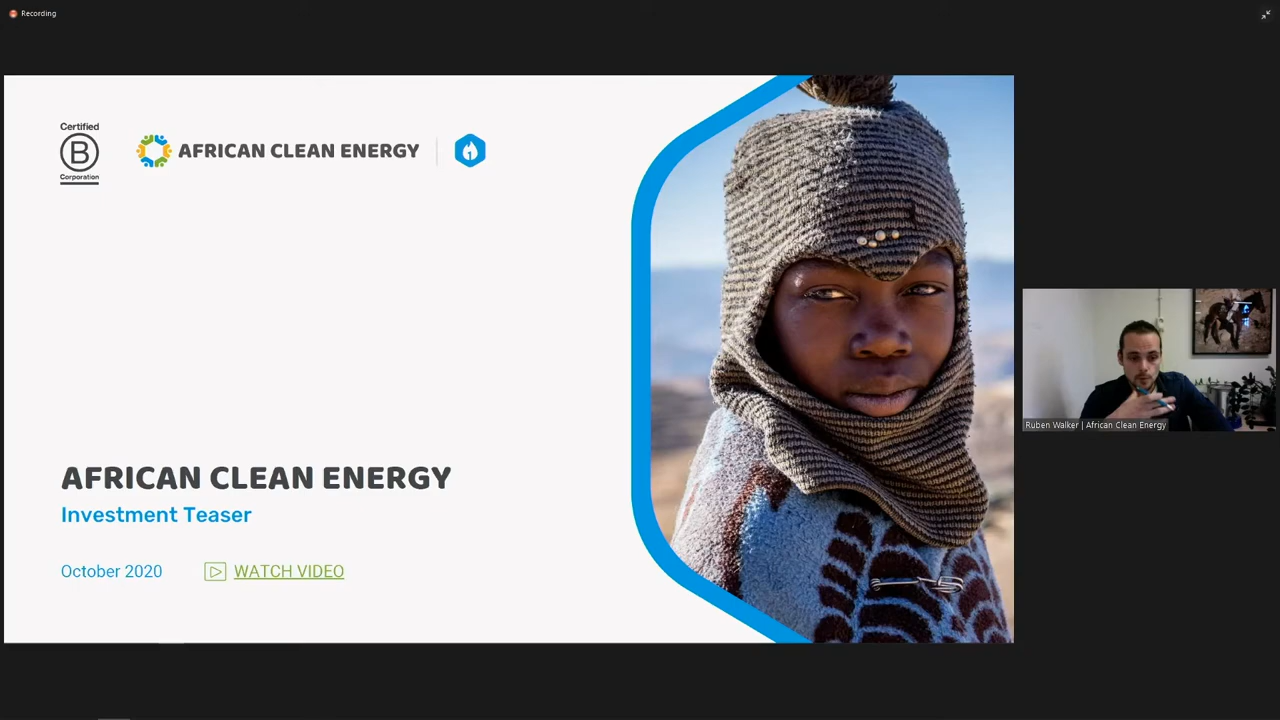 Recording
Certified
B
Corporation
AFRICAN CLEAN ENERGY
AFRICAN CLEAN ENERGY
Investment Teaser
October 2020
WATCH VIDEO
Ruben Walker | African Clean Energy